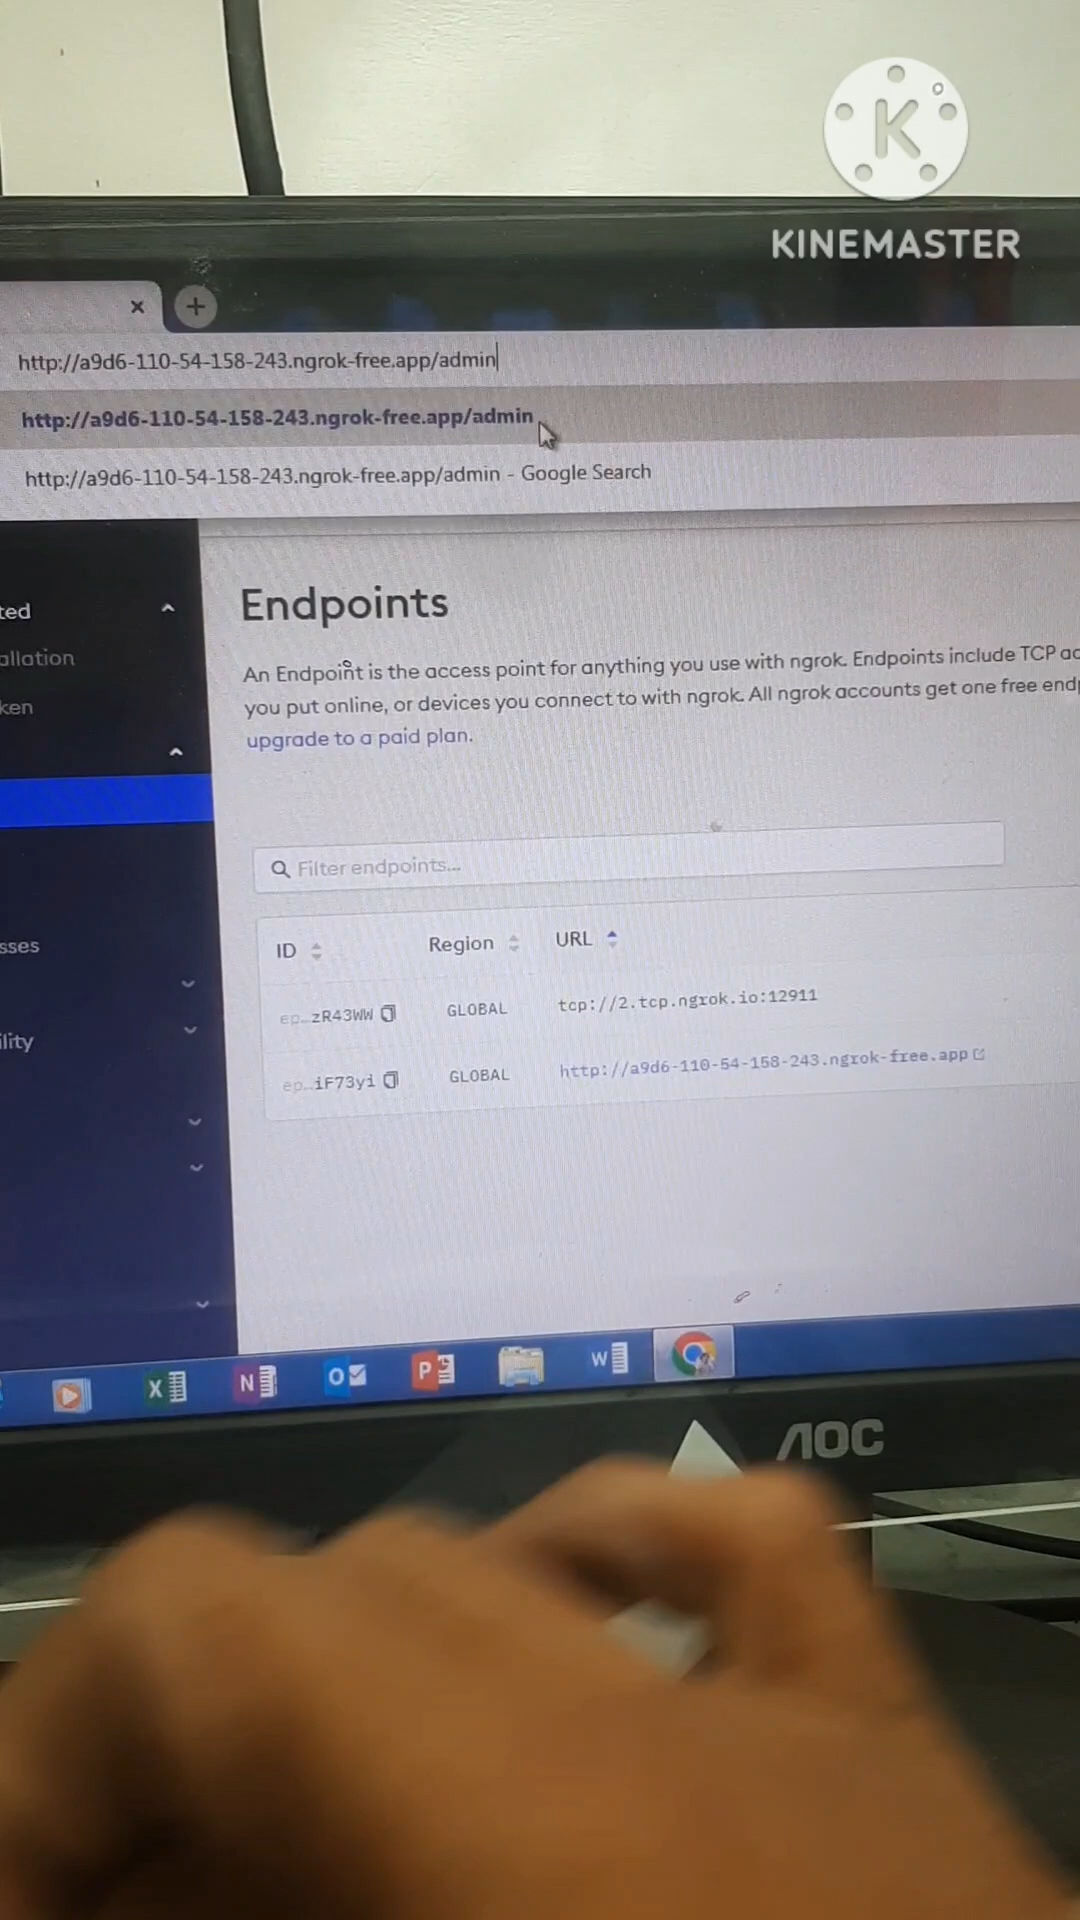 KINEMASTER
http://a9d6-110-54-158-243.ngrok-free.app/admin
http://a9d6-110-54-158-243.ngrok-free.app/admin
http://a9d6-110-54-158-243.ngrok-free.app/admin - Google Search
Endpoints
ted
allation
ken
An Endpoint is the access point for anything you use with ngrok. Endpoints include TCP ad
you put online, or devices you connect to with ngrok. All ngrok accounts get one free end
upgrade to a paid plan.
Filter endpoints...
sses
ID Region URL
ep…zR43WW GLOBAL tcp://2.tcp.ngrok.io:12911
ility
ep…iF73yi GLOBAL http://a9d6-110-54-158-243.ngrok-free.app
AOC